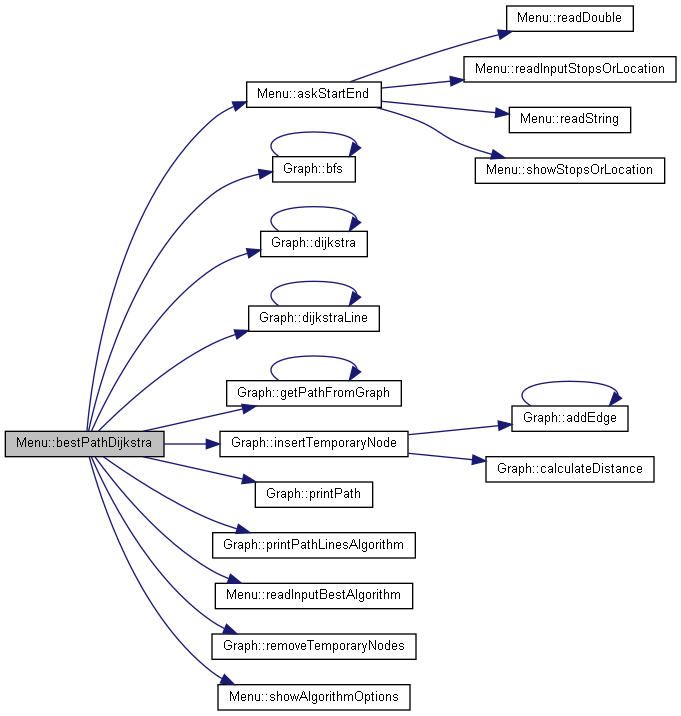 Menu::readDouble
Menu::readInputStopsOrLocation
Menu::askStartEnd
Menu::readString
Menu::showStopsOrLocation
Graph::bfs
Graph::dijkstra
Graph::dijkstraLine
Graph::getPathFromGraph
Graph::addEdge
Menu::bestPathDijkstra
Graph::insertTemporaryNode
Graph::calculateDistance
Graph::printPath
Graph::printPathLinesAlgorithm
Menu::readInputBestAlgorithm
Graph::removeTemporaryNodes
Menu::showAlgorithmOptions